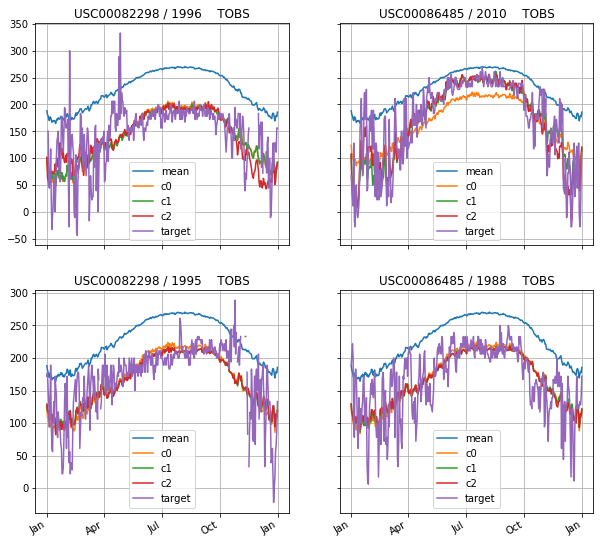 USC00082298 / 1996 TOBS
USC00086485 / 2010 TOBS
350
300
250
200
150
100
50
0
−50
mean
c0
c1
c2
target
mean
c0
c1
c2
target
USC00082298 / 1995 TOBS
USC00086485 / 1988 TOBS
300
250
200
150
100
50
0
mean
c0
c1
c2
target
mean
c0
c1
c2
target
Jan
Apr
Jul
Oct
Jan
Jan
Apr
Jul
Oct
Jan